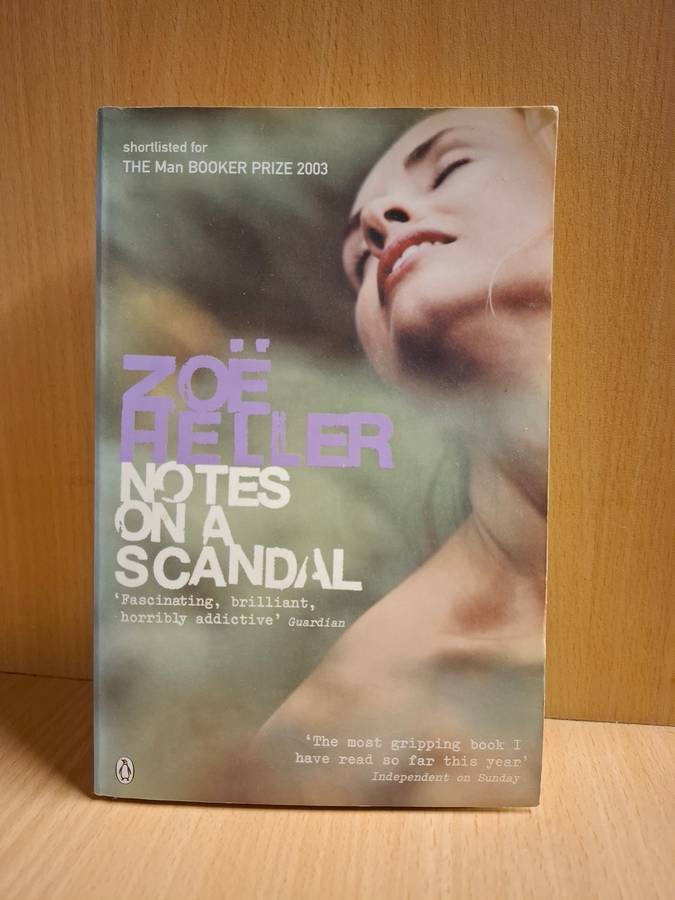 shortlisted for
THE Man BOOKER PRIZE 2003
ZOË
HELLER
NOTES
ON A
SCANDAL
‘Fascinating, brilliant,
horribly addictive’ Guardian
‘The most gripping book I
have read so far this year’
Independent on Sunday